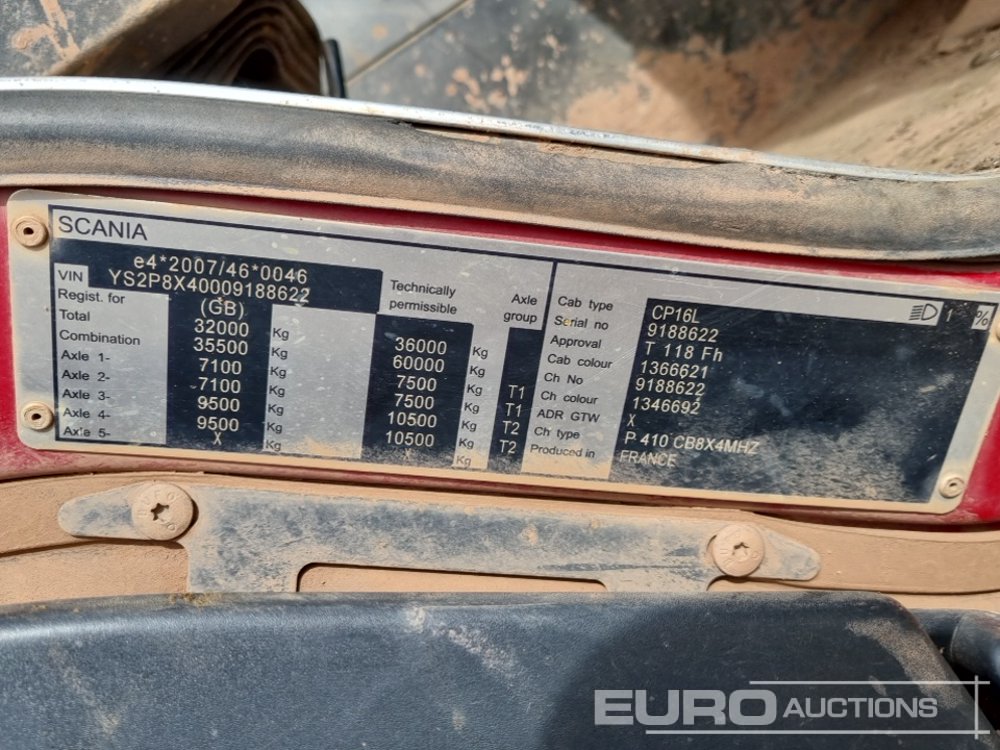 SCANIA
e4*2007/46*0046
VIN YS2P8X40009188622
Regist. for (GB) Technically permissible Axle group
Total 32000 Kg 36000 Kg
Combination 35500 Kg 60000 Kg
Axle 1- 7100 Kg 7500 Kg T1
Axle 2- 7100 Kg 7500 Kg T1
Axle 3- 9500 Kg 10500 Kg T2
Axle 4- 9500 Kg 10500 Kg T2
Axle 5- X Kg X Kg
Cab type CP16L
Serial no 9188622
Approval T 118 Fh
Cab colour 1366621
Ch No 9188622
Ch colour 1346692
ADR GTW X
Ch type P 410 CB8X4MHZ
Produced in FRANCE
1 %
EURO AUCTIONS